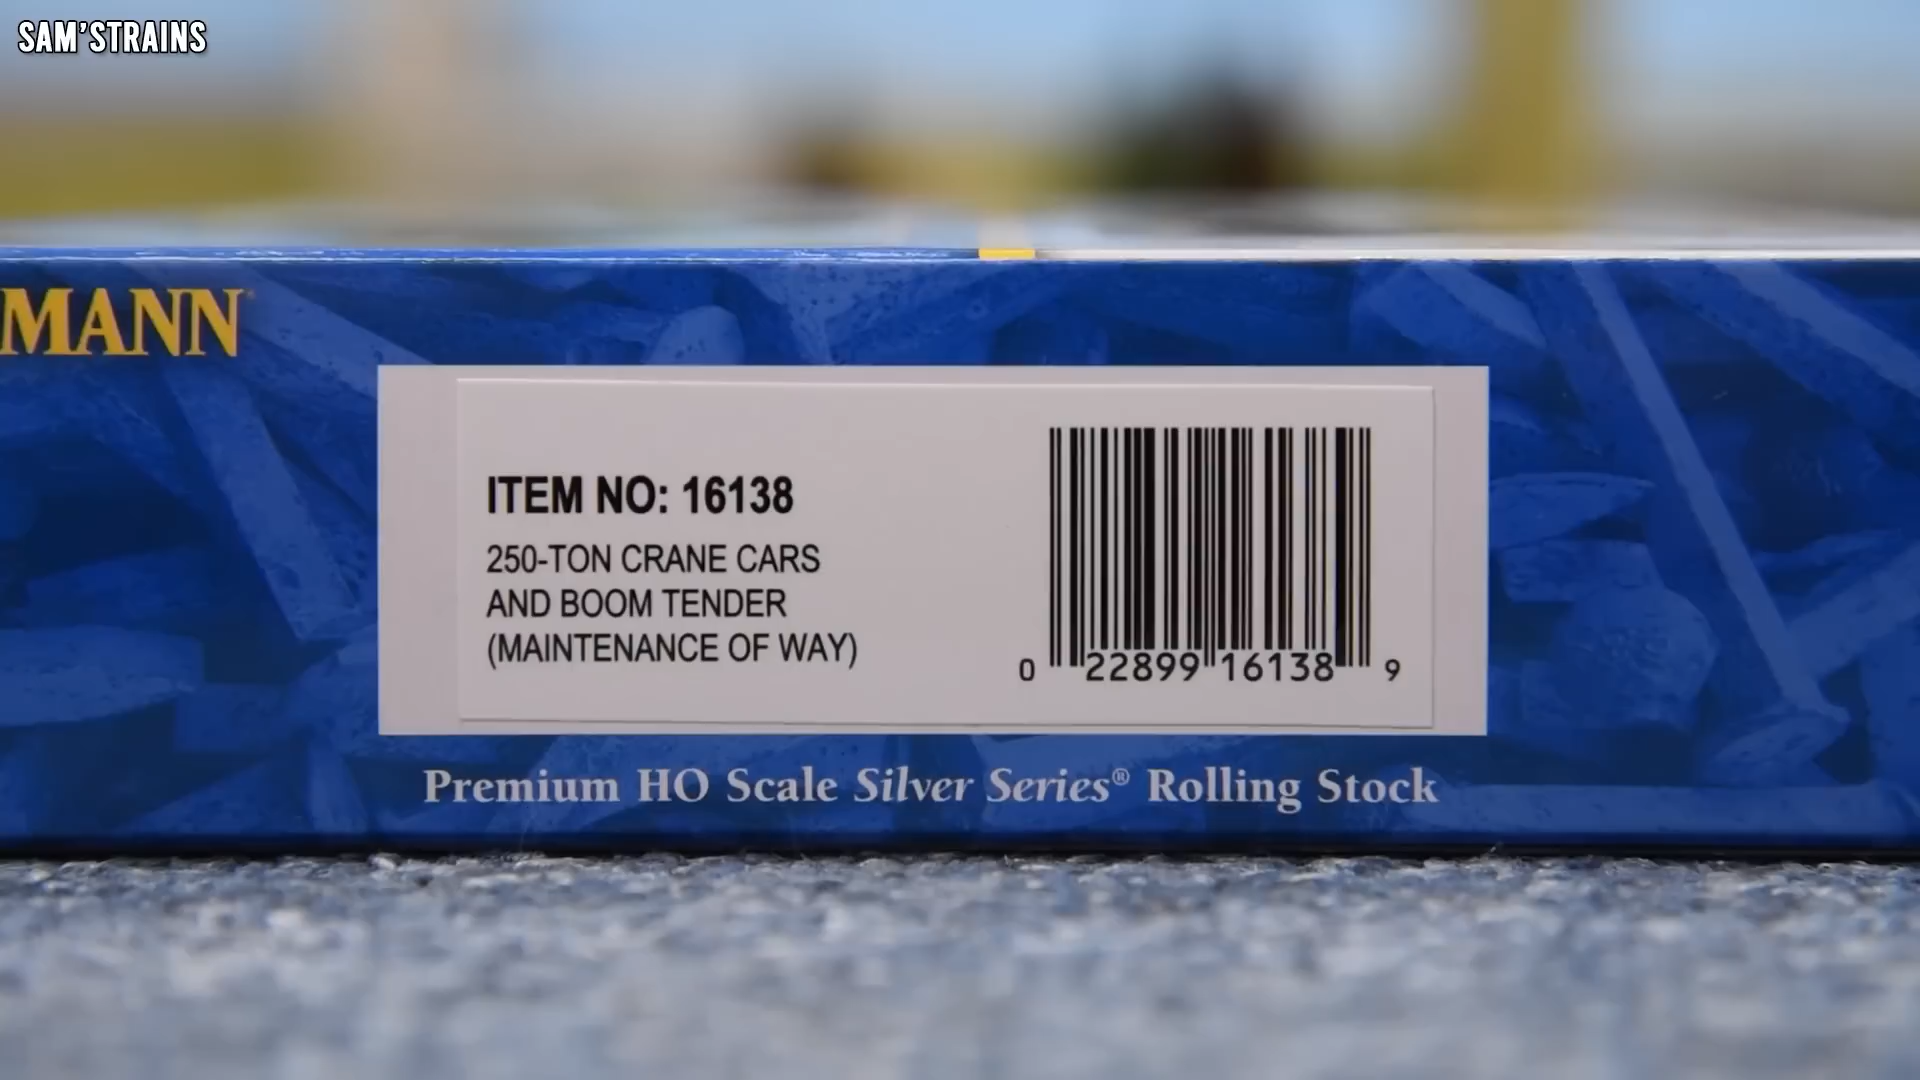 SAM'STRAINS
MANN
ITEM NO: 16138
250-TON CRANE CARS
AND BOOM TENDER
(MAINTENANCE OF WAY)
0 22899 16138 9
Premium HO Scale Silver Series® Rolling Stock